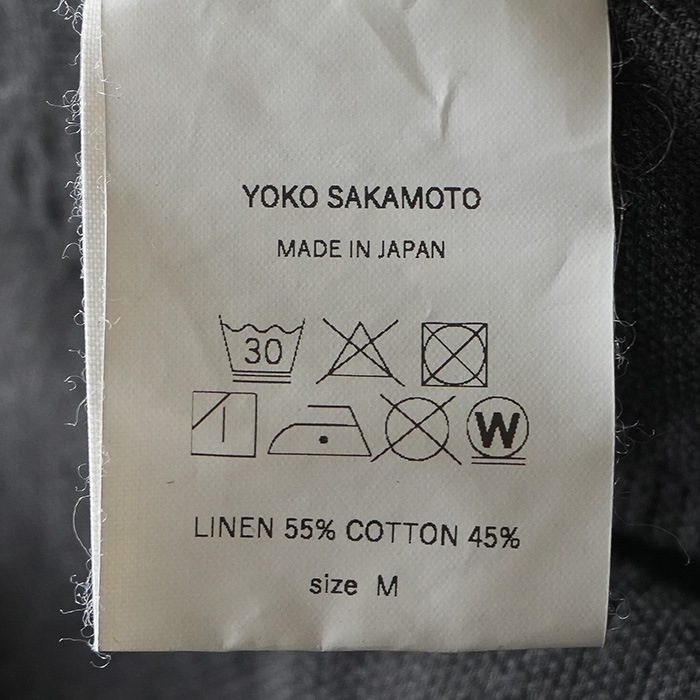 YOKO SAKAMOTO
MADE IN JAPAN
30
W
LINEN 55% COTTON 45%
size M